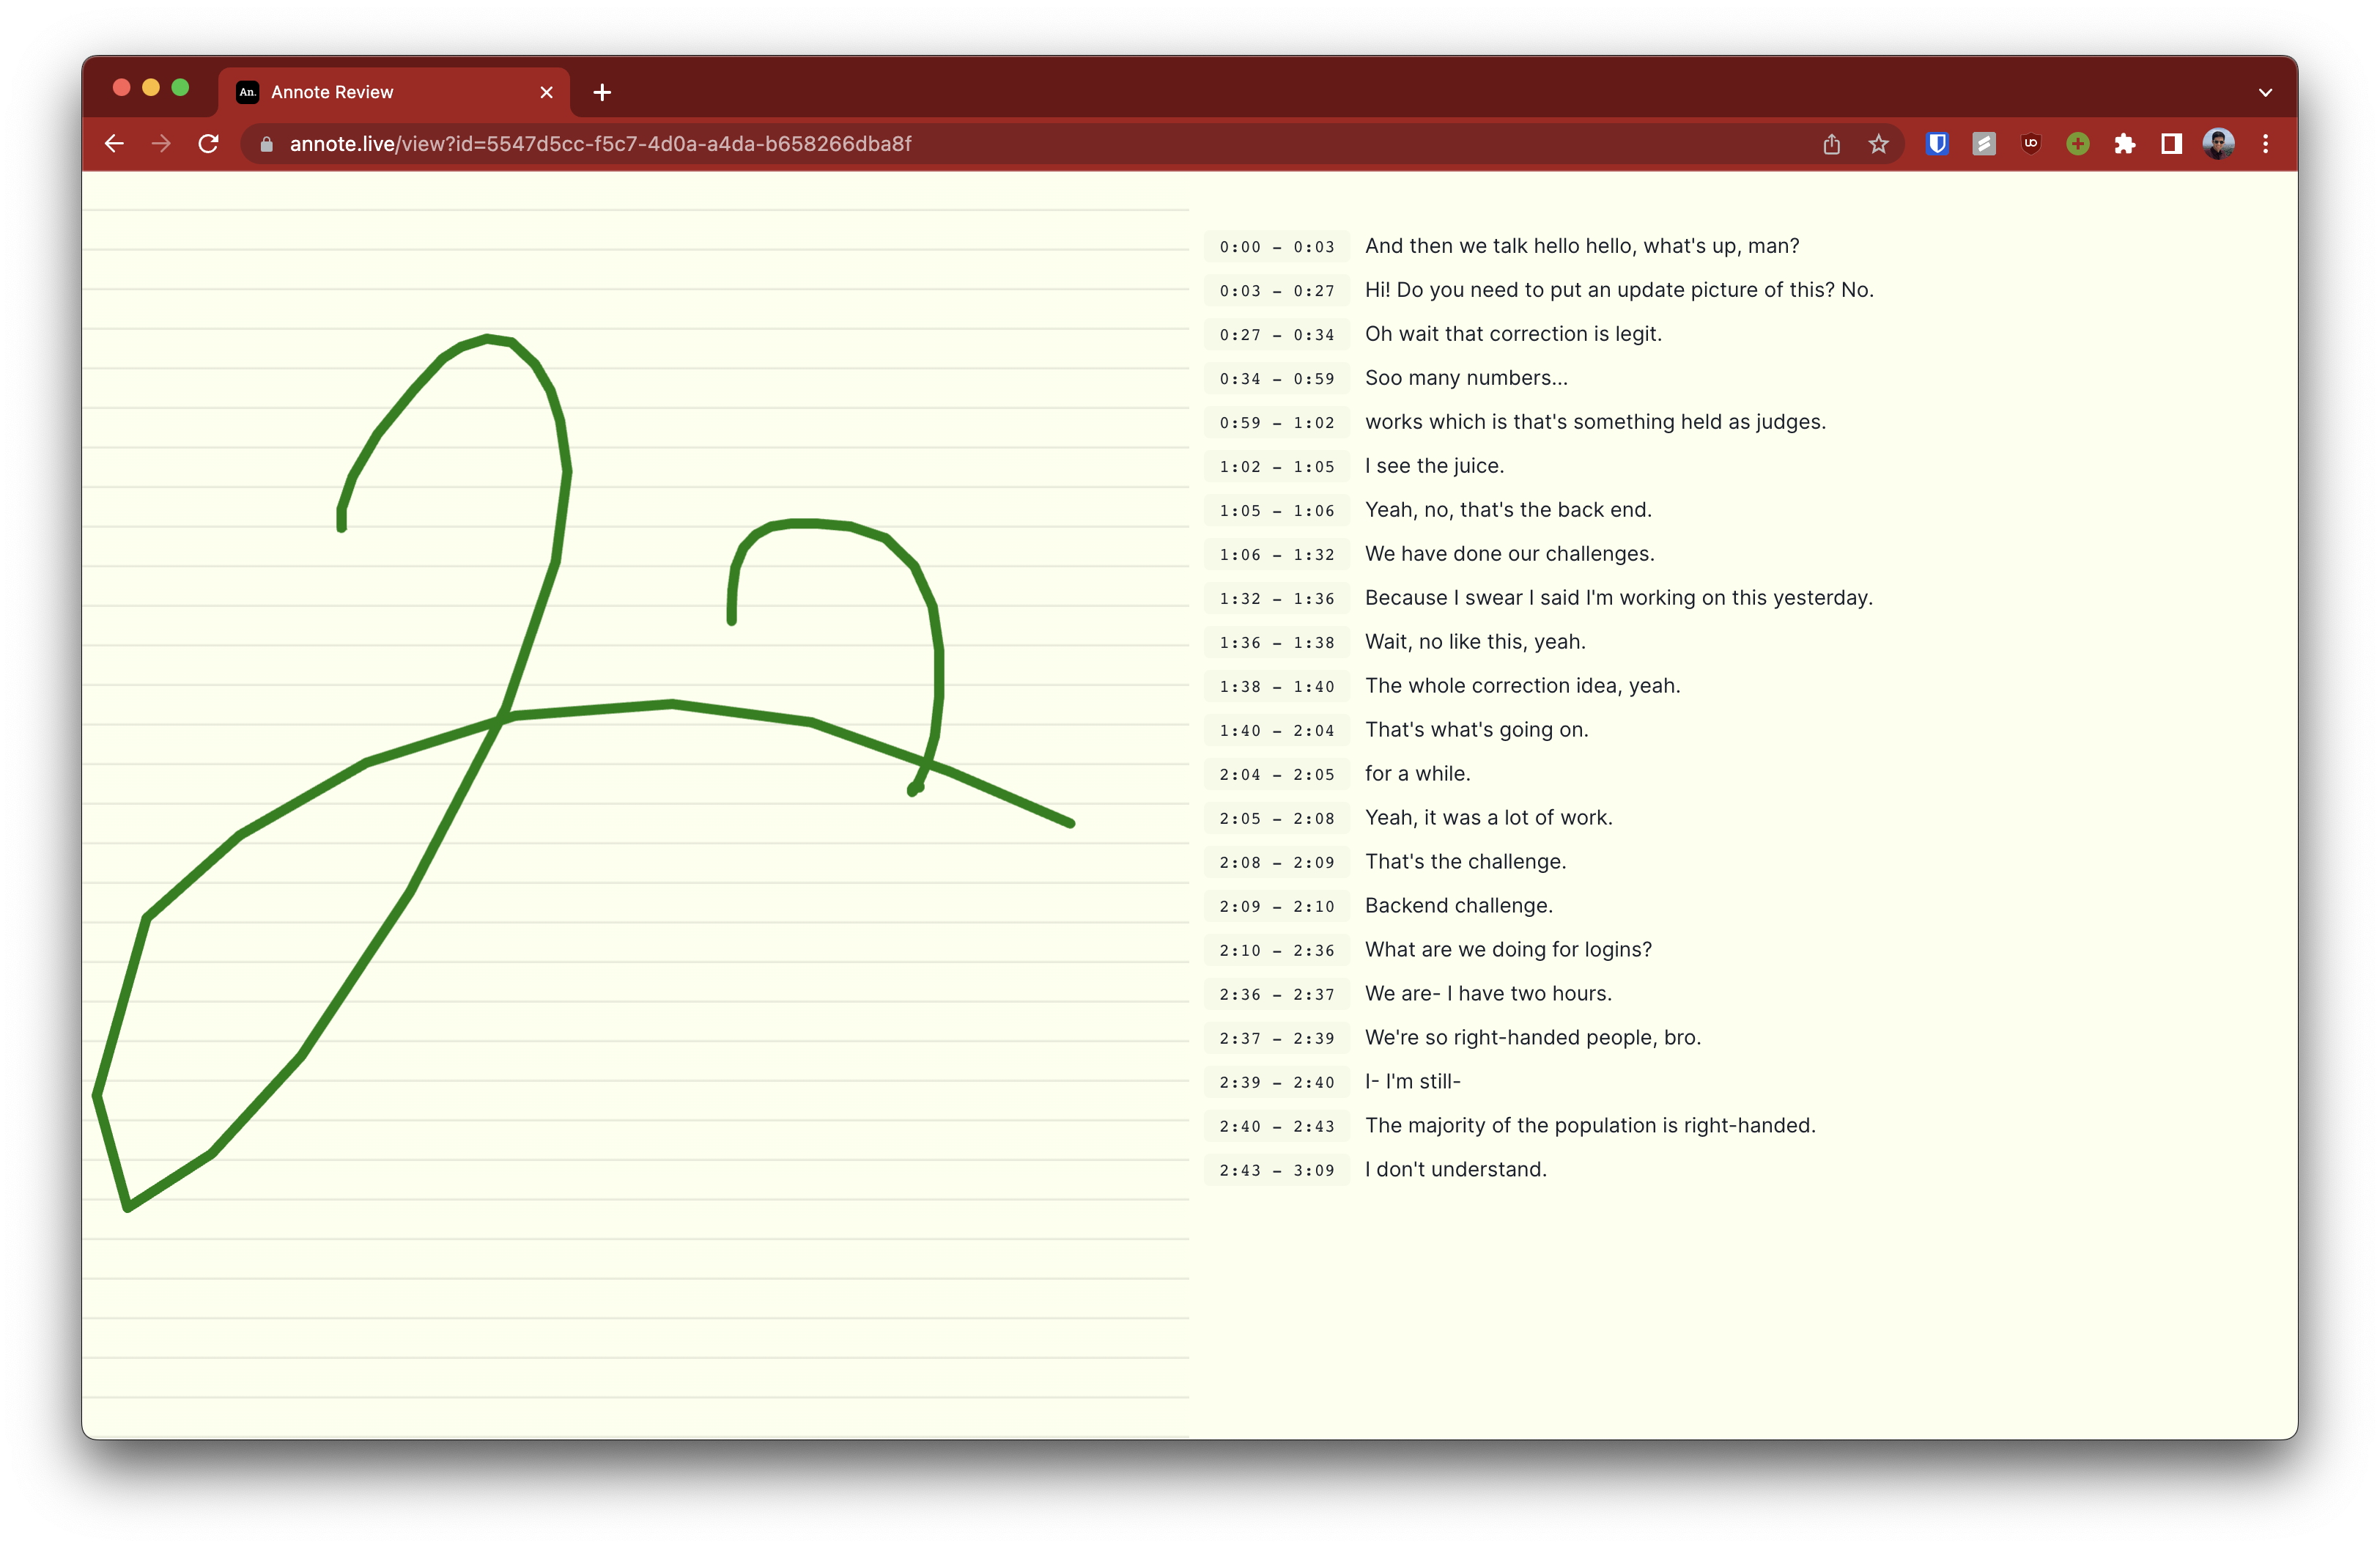 An. Annote Review
annote.live/view?id=5547d5cc-f5c7-4d0a-a4da-b658266dba8f
0:00 – 0:03 And then we talk hello hello, what's up, man?
0:03 – 0:27 Hi! Do you need to put an update picture of this? No.
0:27 – 0:34 Oh wait that correction is legit.
0:34 – 0:59 Soo many numbers...
0:59 – 1:02 works which is that's something held as judges.
1:02 – 1:05 I see the juice.
1:05 – 1:06 Yeah, no, that's the back end.
1:06 – 1:32 We have done our challenges.
1:32 – 1:36 Because I swear I said I'm working on this yesterday.
1:36 – 1:38 Wait, no like this, yeah.
1:38 – 1:40 The whole correction idea, yeah.
1:40 – 2:04 That's what's going on.
2:04 – 2:05 for a while.
2:05 – 2:08 Yeah, it was a lot of work.
2:08 – 2:09 That's the challenge.
2:09 – 2:10 Backend challenge.
2:10 – 2:36 What are we doing for logins?
2:36 – 2:37 We are- I have two hours.
2:37 – 2:39 We're so right-handed people, bro.
2:39 – 2:40 I- I'm still-
2:40 – 2:43 The majority of the population is right-handed.
2:43 – 3:09 I don't understand.